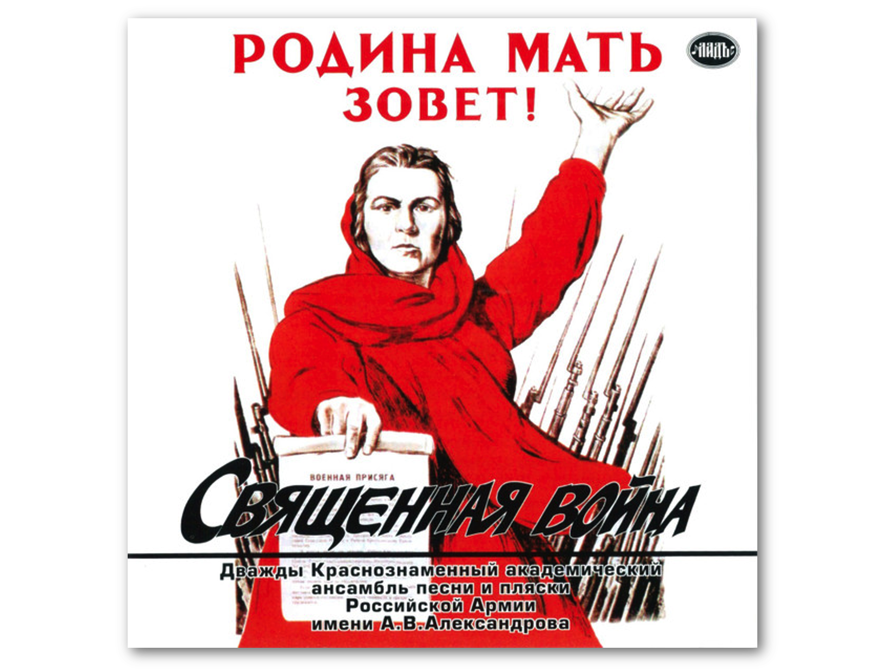 РОДИНА МАТЬ
ЗОВЕТ!
ВОЕННАЯ ПРИСЯГА
СВЯЩЕННАЯ ВОЙНА
Дважды Краснознаменный академический
ансамбль песни и пляски
Российской Армии
имени А.В.Александрова